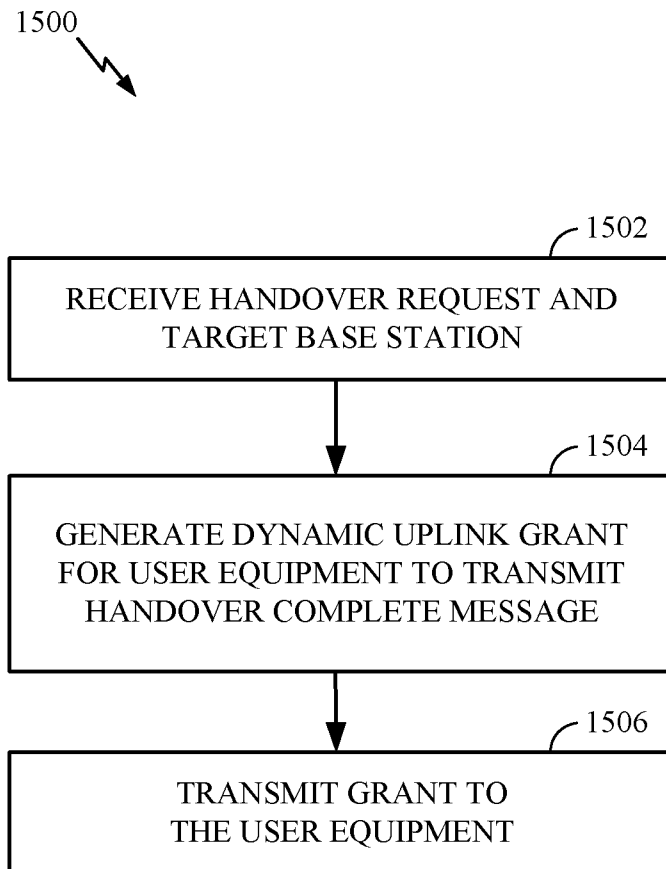 1500
1502
RECEIVE HANDOVER REQUEST AND
TARGET BASE STATION
1504
GENERATE DYNAMIC UPLINK GRANT
FOR USER EQUIPMENT TO TRANSMIT
HANDOVER COMPLETE MESSAGE
1506
TRANSMIT GRANT TO
THE USER EQUIPMENT